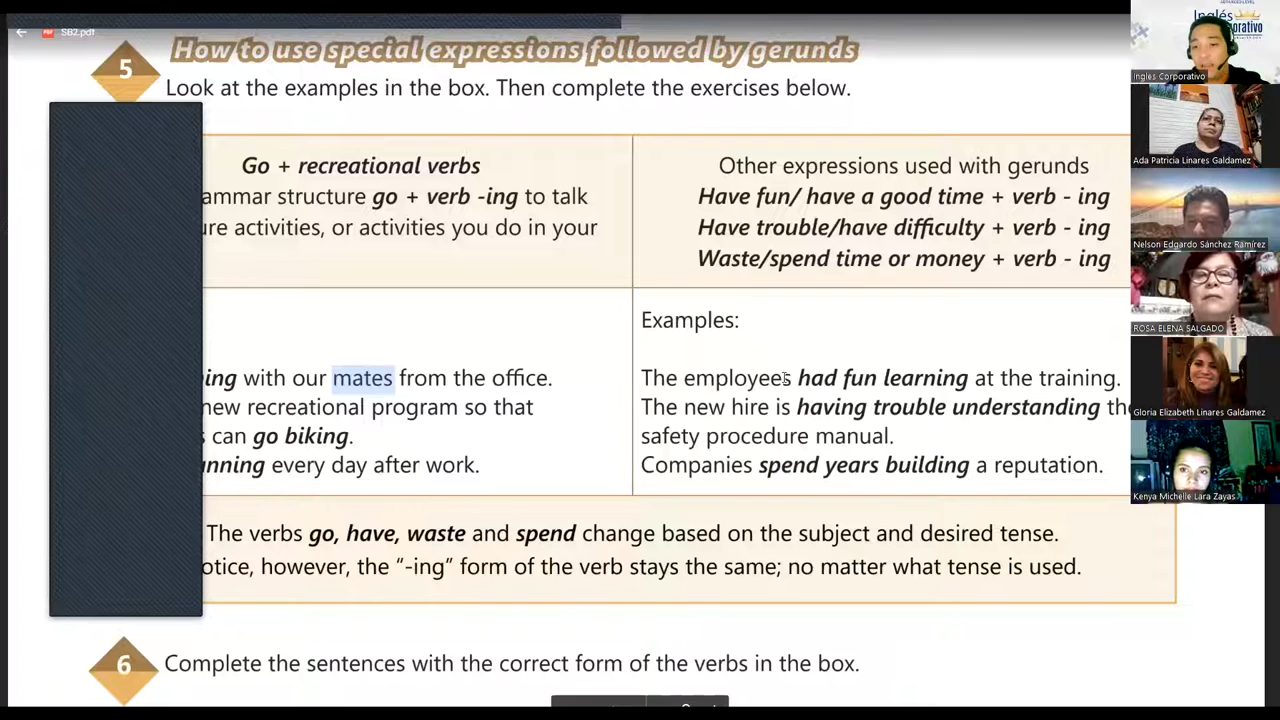 SB2.pdf
How to use special expressions followed by gerunds
5
Look at the examples in the box. Then complete the exercises below.
Go + recreational verbs
ammar structure go + verb -ing to talk
ure activities, or activities you do in your
Other expressions used with gerunds
Have fun/ have a good time + verb - ing
Have trouble/have difficulty + verb - ing
Waste/spend time or money + verb - ing
ing with our mates from the office.
new recreational program so that
s can go biking.
unning every day after work.
Examples:
The employees had fun learning at the training.
The new hire is having trouble understanding the
safety procedure manual.
Companies spend years building a reputation.
The verbs go, have, waste and spend change based on the subject and desired tense.
otice, however, the “-ing” form of the verb stays the same; no matter what tense is used.
6
Complete the sentences with the correct form of the verbs in the box.
Inglés
Ingles Corporativo
Ada Patricia Linares Galdamez
Nelson Edgardo Sánchez Ramírez
ROSA ELENA SALGADO
Gloria Elizabeth Linares Galdamez
Kenya Michelle Lara Zayas